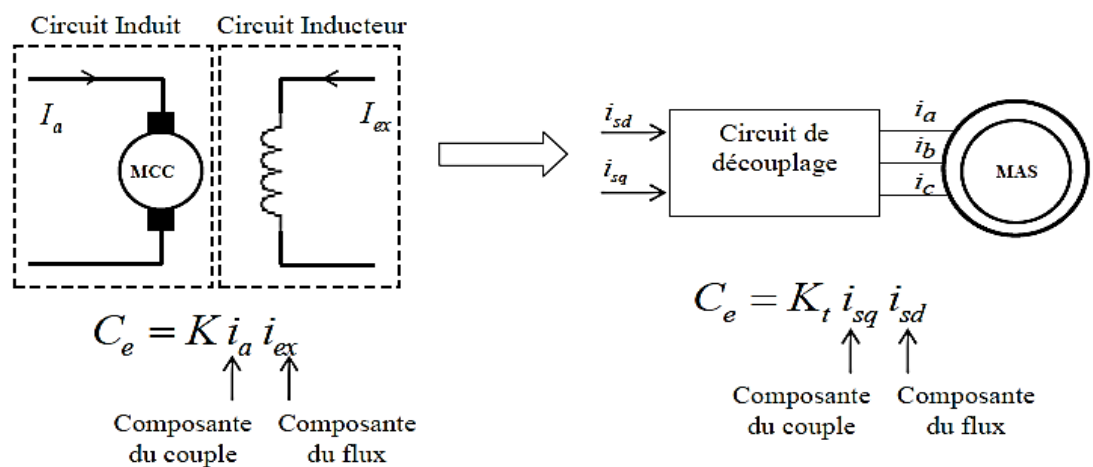 Circuit Induit
Circuit Inducteur
I_a
I_ex
MCC
C_e = K i_a i_ex
Composante du couple
Composante du flux
i_sd
i_sq
Circuit de découplage
i_a
i_b
i_c
MAS
C_e = K_t i_sq i_sd
Composante du couple
Composante du flux